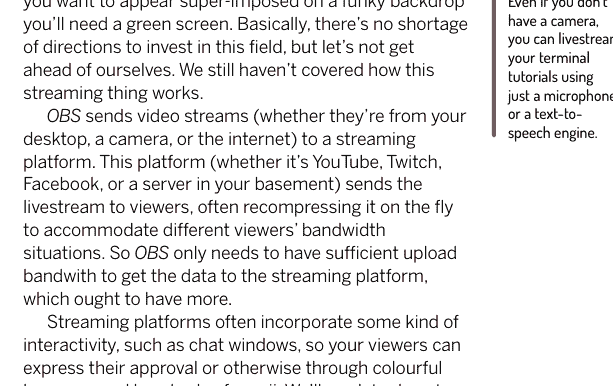 you want to appear super-imposed on a funky backdrop
you'll need a green screen. Basically, there's no shortage
of directions to invest in this field, but let's not get
ahead of ourselves. We still haven't covered how this
streaming thing works.
OBS sends video streams (whether they're from your
desktop, a camera, or the internet) to a streaming
platform. This platform (whether it's YouTube, Twitch,
Facebook, or a server in your basement) sends the
livestream to viewers, often recompressing it on the fly
to accommodate different viewers' bandwidth
situations. So OBS only needs to have sufficient upload
bandwith to get the data to the streaming platform,
which ought to have more.
Streaming platforms often incorporate some kind of
interactivity, such as chat windows, so your viewers can
express their approval or otherwise through colourful
Even if you don't
have a camera,
you can livestream
your terminal
tutorials using
just a microphone
or a text-to-
speech engine.